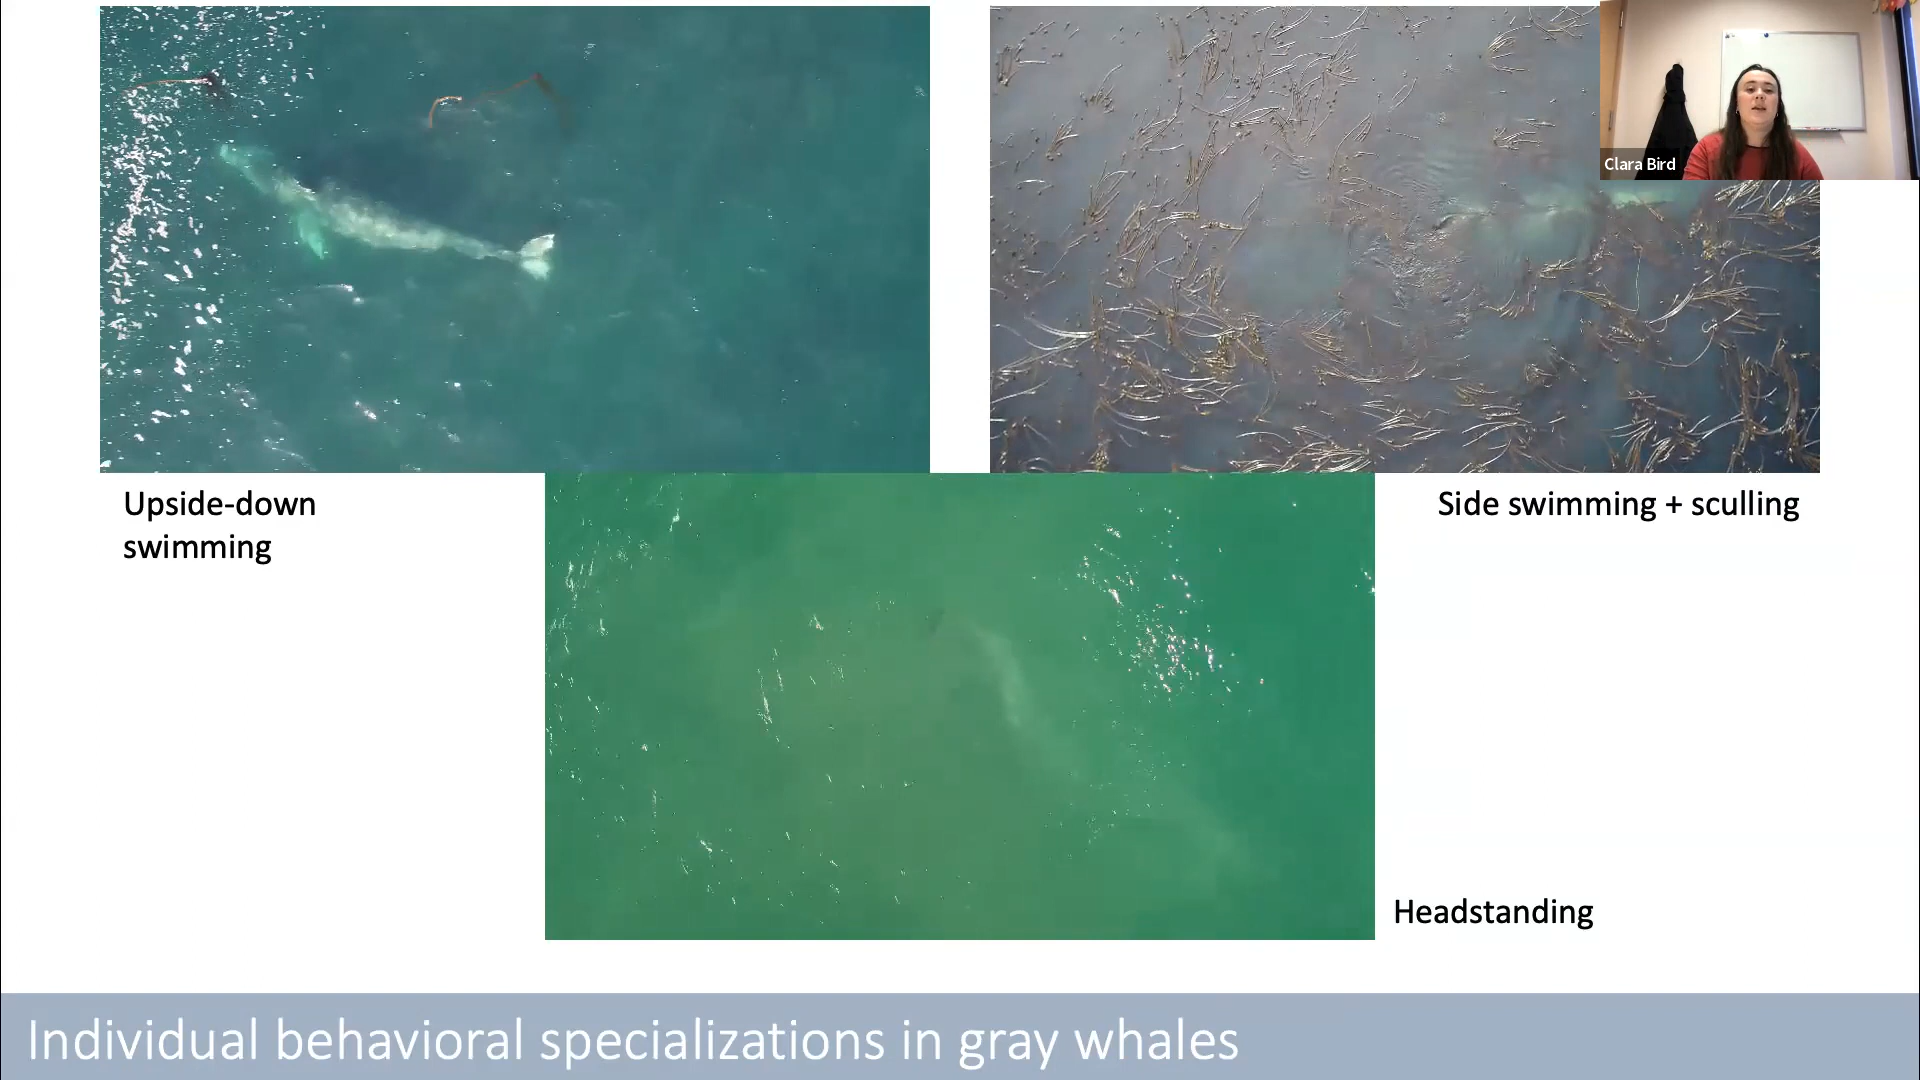 Clara Bird
Upside-down
swimming
Side swimming + sculling
Headstanding
Individual behavioral specializations in gray whales